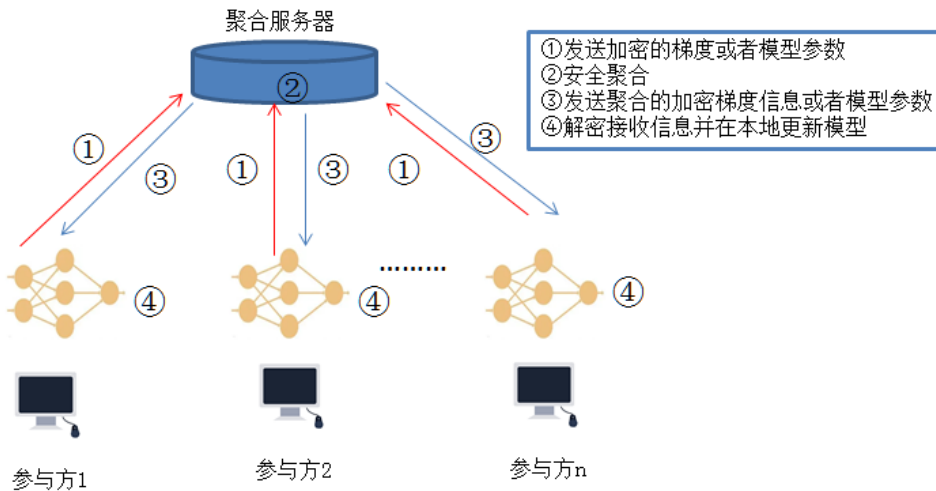 聚合服务器
①发送加密的梯度或者模型参数
②安全聚合
③发送聚合的加密梯度信息或者模型参数
④解密接收信息并在本地更新模型
②
①
③
①
③
①
③
………
④
④
④
参与方1
参与方2
参与方n